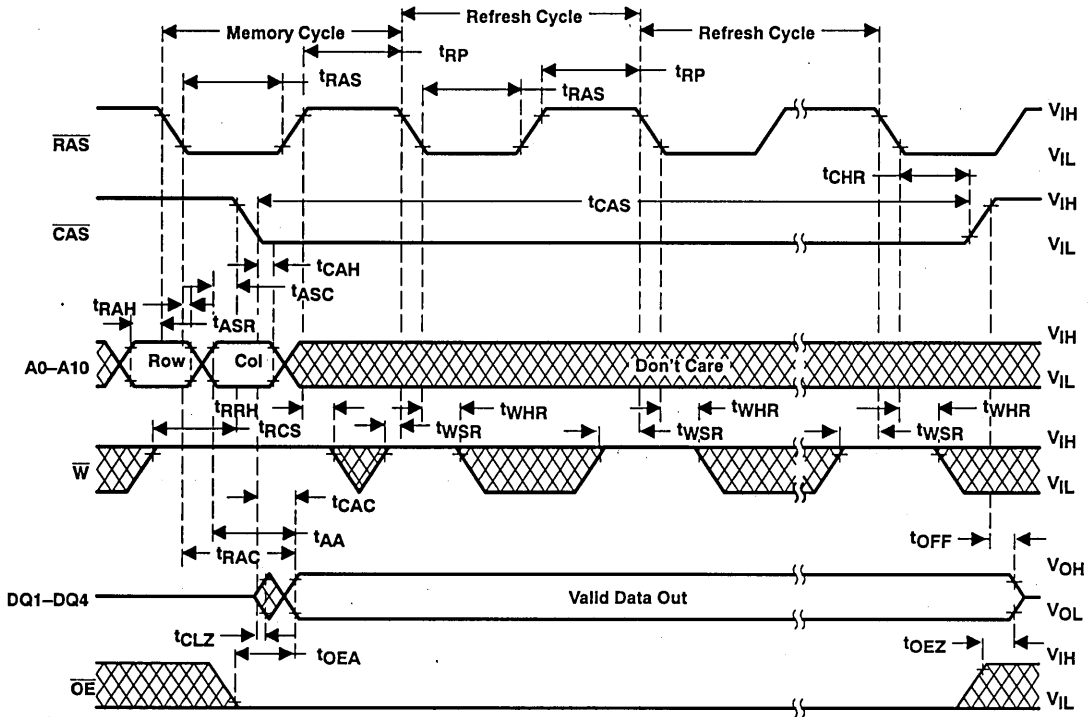 Refresh Cycle
Memory Cycle
Refresh Cycle
tRP
tRP
tRAS
tRAS
VIH
RAS
VIL
tCHR
tCAS
VIH
CAS
VIL
tCAH
tASC
tRAH
tASR
VIH
A0–A10
Row
Col
Don't Care
VIL
tRRH
tWHR
tWHR
tWHR
tRCS
tWSR
tWSR
tWSR
VIH
W
VIL
tCAC
tAA
tOFF
tRAC
VOH
DQ1–DQ4
Valid Data Out
VOL
tCLZ
tOEA
tOEZ
VIH
OE
VIL